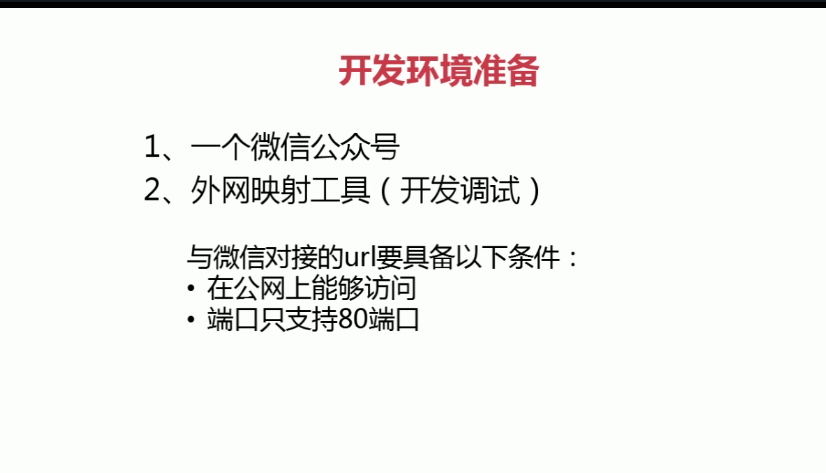 开发环境准备
1、一个微信公众号
2、外网映射工具（开发调试）
与微信对接的url要具备以下条件：
• 在公网上能够访问
• 端口只支持80端口